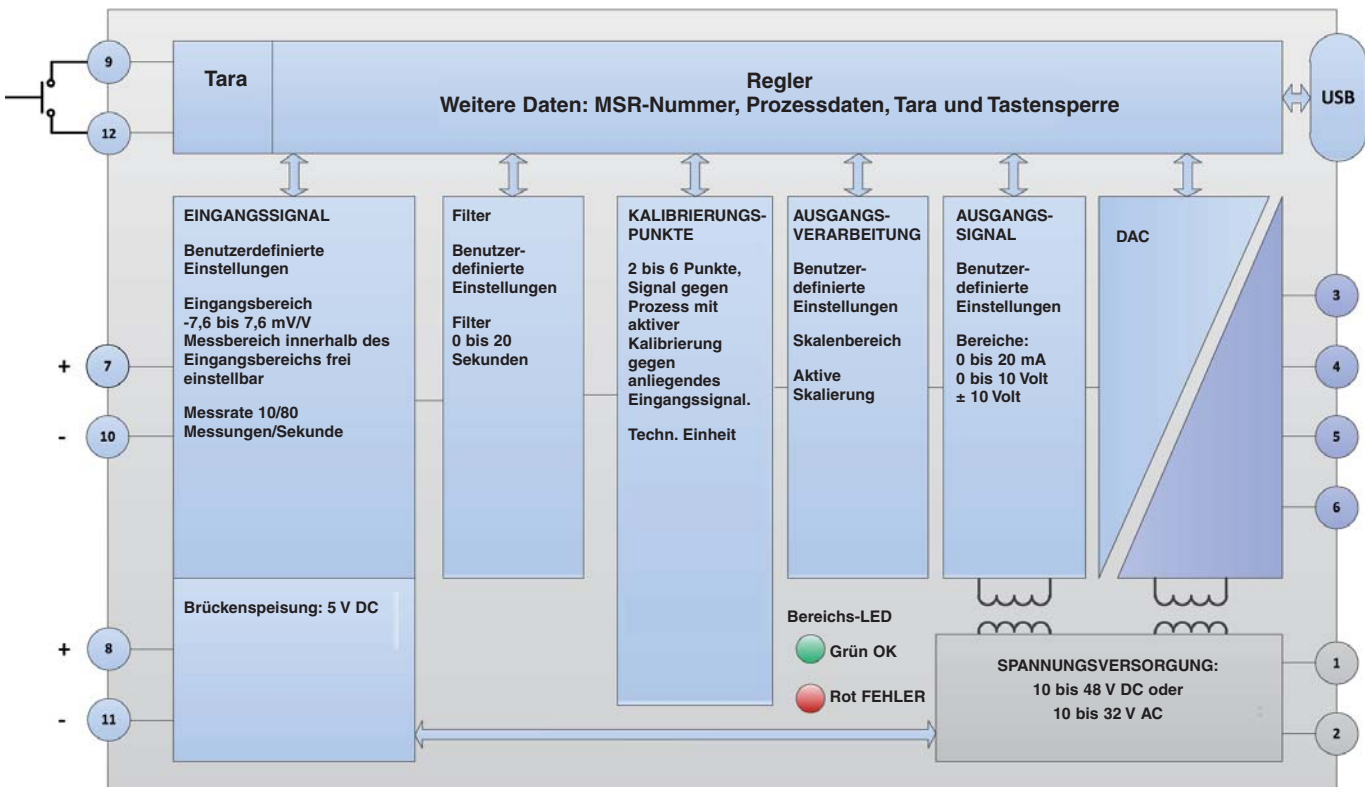 9
12
Tara
Regler
Weitere Daten: MSR-Nummer, Prozessdaten, Tara und Tastensperre
USB
EINGANGSSIGNAL
Benutzerdefinierte
Einstellungen
Eingangsbereich
-7,6 bis 7,6 mV/V
Messbereich innerhalb des
Eingangsbereichs frei
einstellbar
Messrate 10/80
Messungen/Sekunde
Filter
Benutzer-
definierte
Einstellungen
Filter
0 bis 20
Sekunden
KALIBRIERUNGS-
PUNKTE
2 bis 6 Punkte,
Signal gegen
Prozess mit
aktiver
Kalibrierung
gegen
anliegendes
Eingangssignal.
Techn. Einheit
AUSGANGS-
VERARBEITUNG
Benutzer-
definierte
Einstellungen
Skalenbereich
Aktive
Skalierung
AUSGANGS-
SIGNAL
Benutzer-
definierte
Einstellungen
Bereiche:
0 bis 20 mA
0 bis 10 Volt
± 10 Volt
DAC
3
4
5
6
+ 7
- 10
Brückenspeisung: 5 V DC
+ 8
- 11
Bereichs-LED
Grün OK
Rot FEHLER
SPANNUNGSVERSORGUNG:
10 bis 48 V DC oder
10 bis 32 V AC
1
2